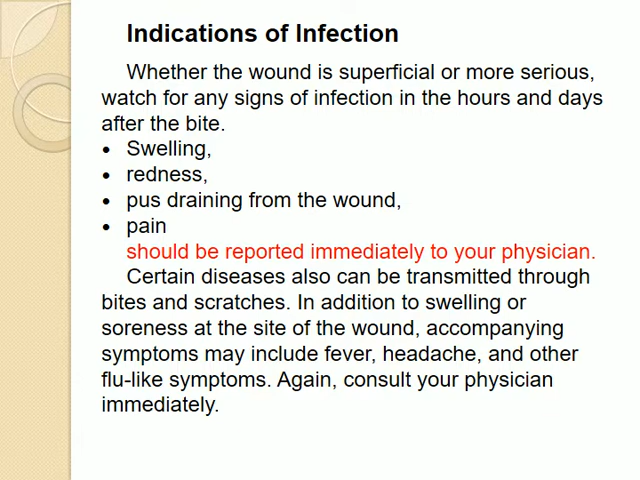 Indications of Infection
Whether the wound is superficial or more serious,
watch for any signs of infection in the hours and days
after the bite.
• Swelling,
• redness,
• pus draining from the wound,
• pain
should be reported immediately to your physician.
Certain diseases also can be transmitted through
bites and scratches. In addition to swelling or
soreness at the site of the wound, accompanying
symptoms may include fever, headache, and other
flu-like symptoms. Again, consult your physician
immediately.